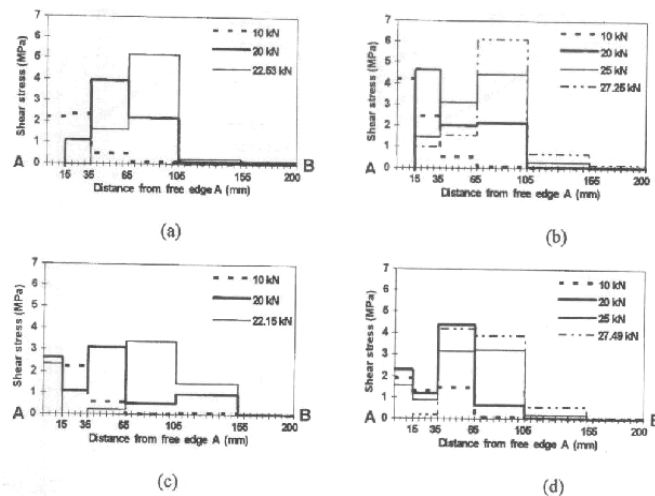 7
6
5
4
3
2
1
0
Shear stress (MPa)
10 kN
20 kN
22.53 kN
A
B
15 35 65 105 155 200
Distance from free edge A (mm)
(a)
7
6
5
4
3
2
1
0
Shear stress (MPa)
10 kN
20 kN
25 kN
27.25 kN
A
B
15 35 65 105 155 200
Distance from free edge A (mm)
(b)
7
6
5
4
3
2
1
0
Shear stress (MPa)
10 kN
20 kN
22.15 kN
A
B
15 35 65 105 155 200
Distance from free edge A (mm)
(c)
7
6
5
4
3
2
1
0
Shear stress (MPa)
10 kN
20 kN
25 kN
27.49 kN
A
B
15 35 65 105 155 200
Distance from free edge A (mm)
(d)